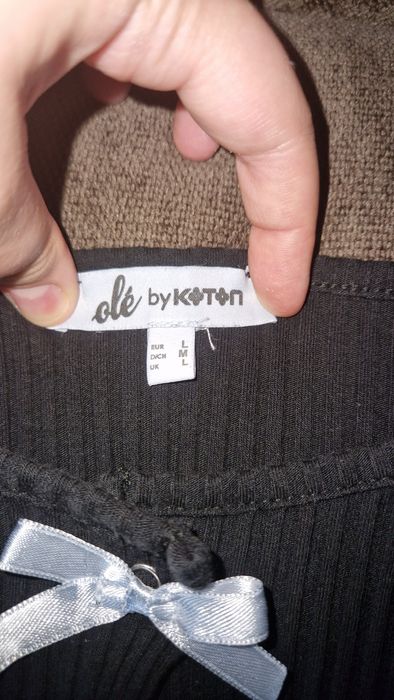 olé by KOTON
EUR L
D/CH M
UK L